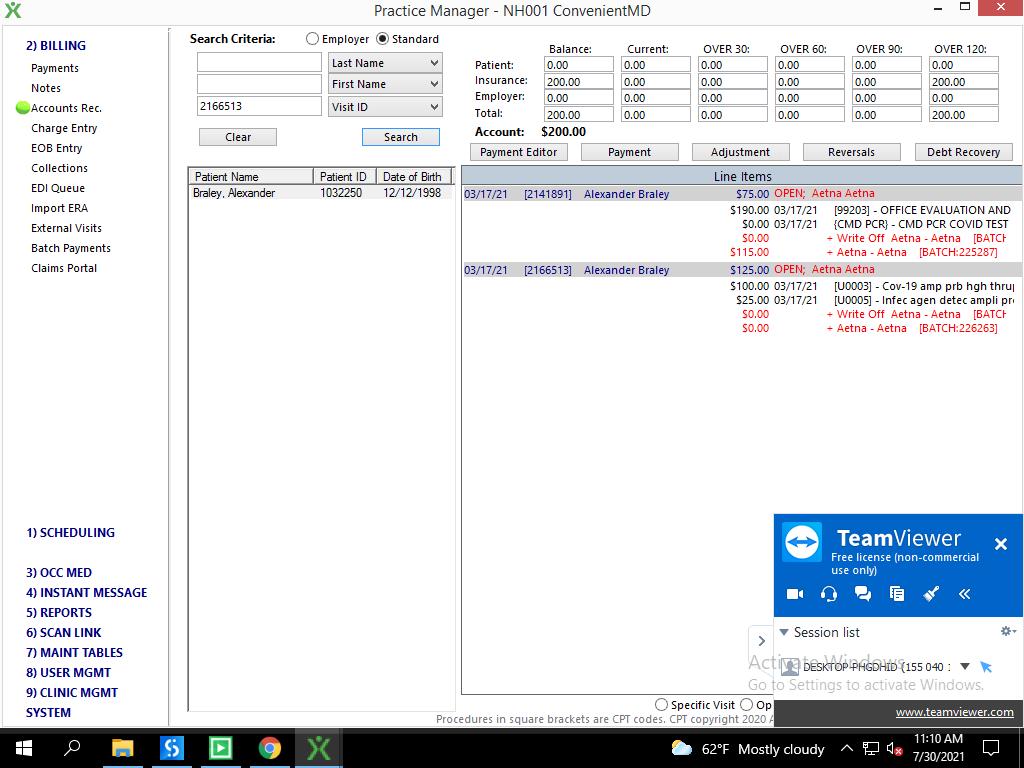 Practice Manager - NH001 ConvenientMD
2) BILLING
Payments
Notes
Accounts Rec.
Charge Entry
EOB Entry
Collections
EDI Queue
Import ERA
External Visits
Batch Payments
Claims Portal
1) SCHEDULING
3) OCC MED
4) INSTANT MESSAGE
5) REPORTS
6) SCAN LINK
7) MAINT TABLES
8) USER MGMT
9) CLINIC MGMT
SYSTEM
Search Criteria: Employer Standard
Last Name
First Name
2166513 Visit ID
Clear Search
Balance: Current: OVER 30: OVER 60: OVER 90: OVER 120:
Patient: 0.00 0.00 0.00 0.00 0.00 0.00
Insurance: 200.00 0.00 0.00 0.00 0.00 200.00
Employer: 0.00 0.00 0.00 0.00 0.00 0.00
Total: 200.00 0.00 0.00 0.00 0.00 200.00
Account: $200.00
Payment Editor Payment Adjustment Reversals Debt Recovery
Patient Name Patient ID Date of Birth
Braley, Alexander 1032250 12/12/1998
Line Items
03/17/21 [2141891] Alexander Braley $75.00 OPEN; Aetna Aetna
$190.00 03/17/21 [99203] - OFFICE EVALUATION AND
$0.00 03/17/21 {CMD PCR} - CMD PCR COVID TEST
$0.00 + Write Off Aetna - Aetna [BATCH
$115.00 + Aetna - Aetna [BATCH:225287]
03/17/21 [2166513] Alexander Braley $125.00 OPEN; Aetna Aetna
$100.00 03/17/21 [U0003] - Cov-19 amp prb hgh thrup
$25.00 03/17/21 [U0005] - Infec agen detec ampli pro
$0.00 + Write Off Aetna - Aetna [BATCH
$0.00 + Aetna - Aetna [BATCH:226263]
Specific Visit Op
Procedures in square brackets are CPT codes. CPT copyright 2020 A
TeamViewer
Free license (non-commercial
use only)
Session list
DESKTOP-PHGDHID (155 040
Activate Windows
Go to Settings to activate Windows.
www.teamviewer.com
62°F Mostly cloudy
11:10 AM
7/30/2021